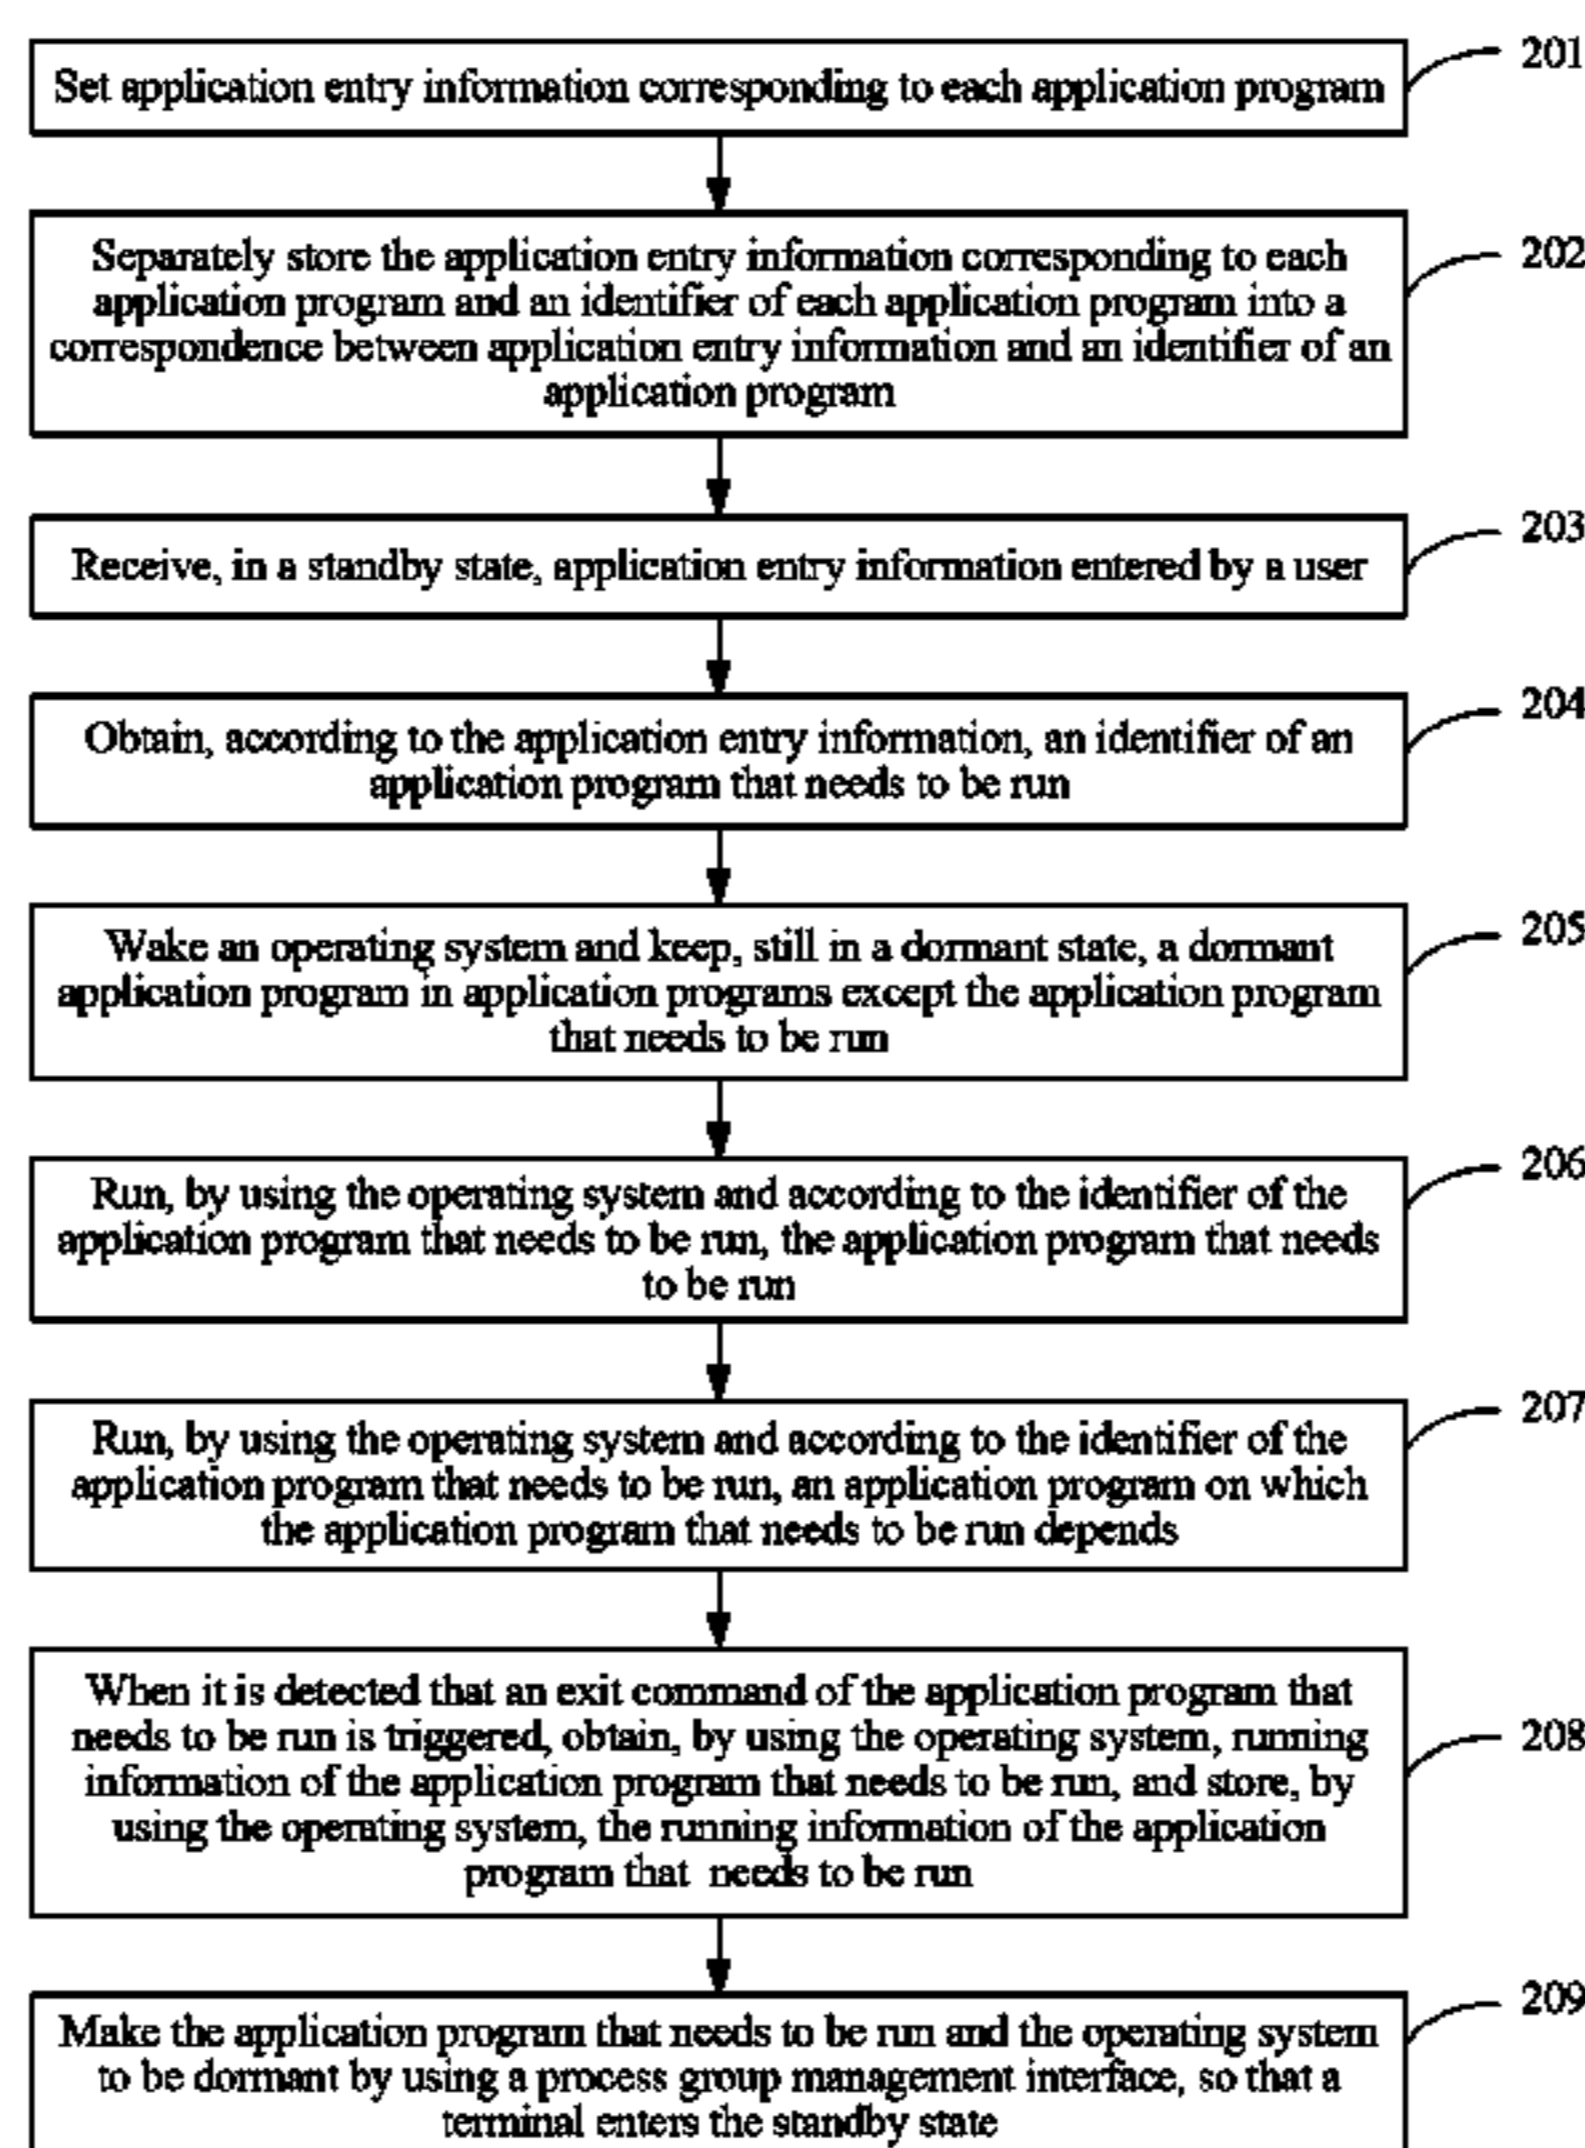 201
Set application entry information corresponding to each application program
202
Separately store the application entry information corresponding to each
application program and an identifier of each application program into a
correspondence between application entry information and an identifier of an
application program
203
Receive, in a standby state, application entry information entered by a user
204
Obtain, according to the application entry information, an identifier of an
application program that needs to be run
205
Wake an operating system and keep, still in a dormant state, a dormant
application program in application programs except the application program
that needs to be run
206
Run, by using the operating system and according to the identifier of the
application program that needs to be run, the application program that needs
to be run
207
Run, by using the operating system and according to the identifier of the
application program that needs to be run, an application program on which
the application program that needs to be run depends
208
When it is detected that an exit command of the application program that
needs to be run is triggered, obtain, by using the operating system, running
information of the application program that needs to be run, and store, by
using the operating system, the running information of the application
program that needs to be run
209
Make the application program that needs to be run and the operating system
to be dormant by using a process group management interface, so that a
terminal enters the standby state